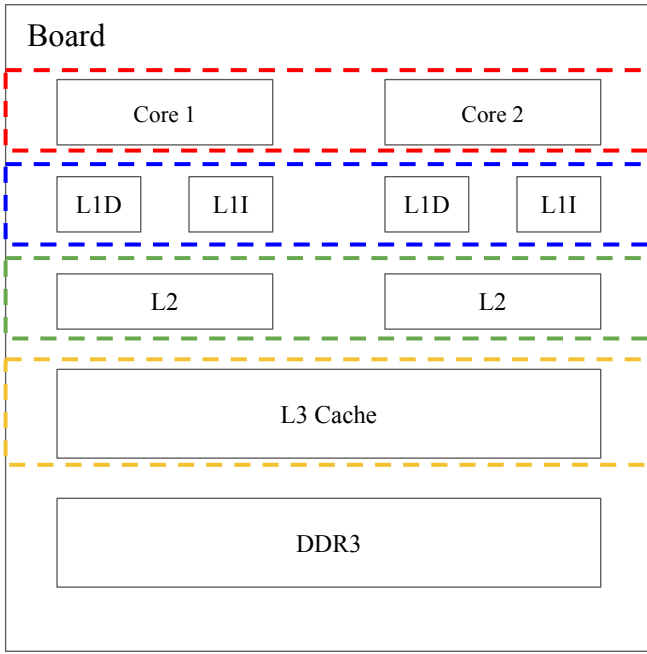 Board
Core 1
Core 2
L1D
L1I
L1D
L1I
L2
L2
L3 Cache
DDR3